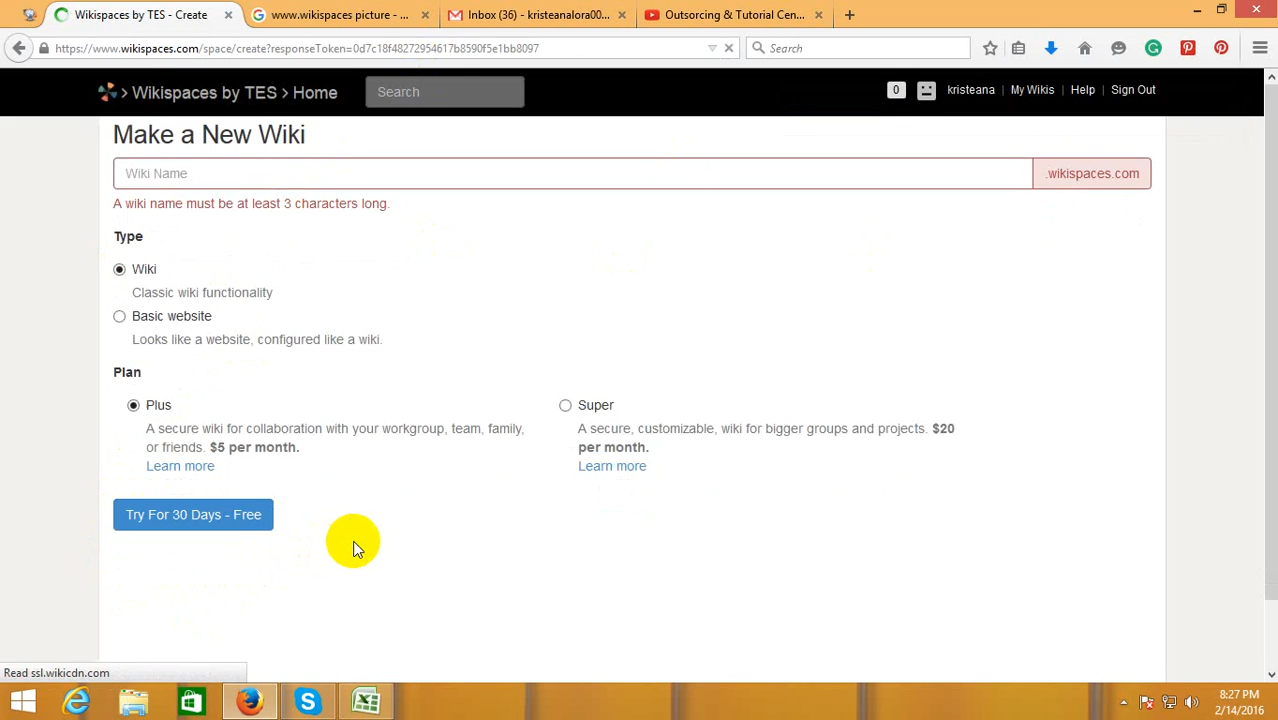 Wikispaces by TES - Create
www.wikispaces picture - ...
Inbox (36) - kristeanalora00...
Outsorcing & Tutorial Cen...
https://www.wikispaces.com/space/create?responseToken=0d7c18f48272954617b8590f5e1bb8097
Search
> Wikispaces by TES > Home
Search
0
kristeana
My Wikis
Help
Sign Out
Make a New Wiki
Wiki Name
.wikispaces.com
A wiki name must be at least 3 characters long.
Type
Wiki
Classic wiki functionality
Basic website
Looks like a website, configured like a wiki.
Plan
Plus
A secure wiki for collaboration with your workgroup, team, family,
or friends. $5 per month.
Learn more
Super
A secure, customizable, wiki for bigger groups and projects. $20
per month.
Learn more
Try For 30 Days - Free
Read ssl.wikicdn.com
8:27 PM
2/14/2016